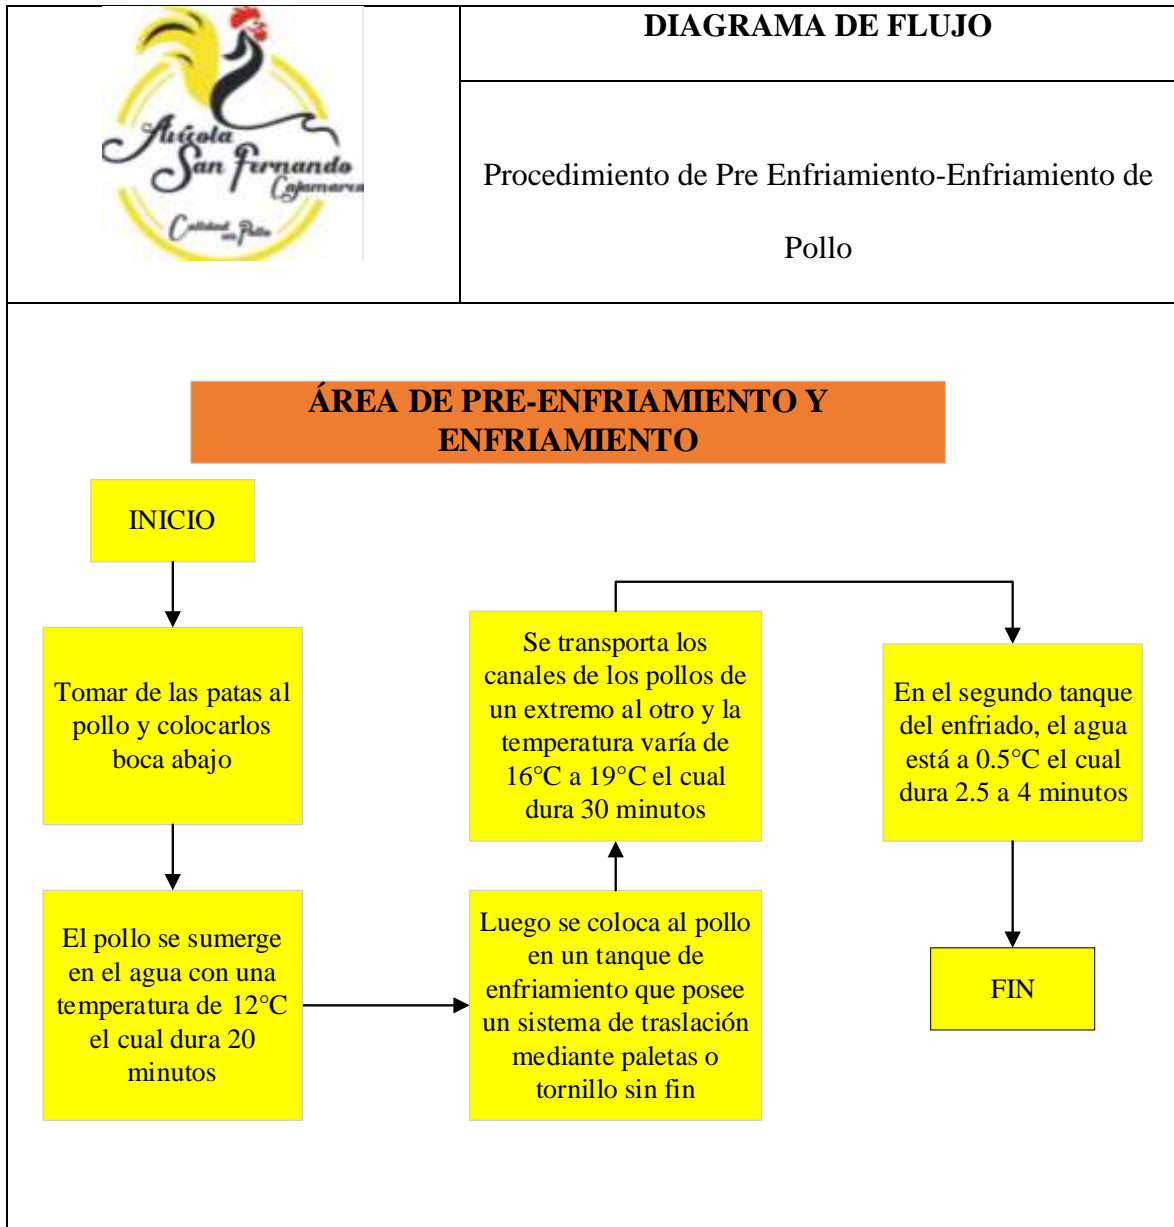 Avícola
San Fernando
Cajamarca
Calidad en Pollo
DIAGRAMA DE FLUJO
Procedimiento de Pre Enfriamiento-Enfriamiento de
Pollo
ÁREA DE PRE-ENFRIAMIENTO Y
ENFRIAMIENTO
INICIO
Tomar de las patas al
pollo y colocarlos
boca abajo
El pollo se sumerge
en el agua con una
temperatura de 12°C
el cual dura 20
minutos
Luego se coloca al pollo
en un tanque de
enfriamiento que posee
un sistema de traslación
mediante paletas o
tornillo sin fin
Se transporta los
canales de los pollos de
un extremo al otro y la
temperatura varía de
16°C a 19°C el cual
dura 30 minutos
En el segundo tanque
del enfriado, el agua
está a 0.5°C el cual
dura 2.5 a 4 minutos
FIN